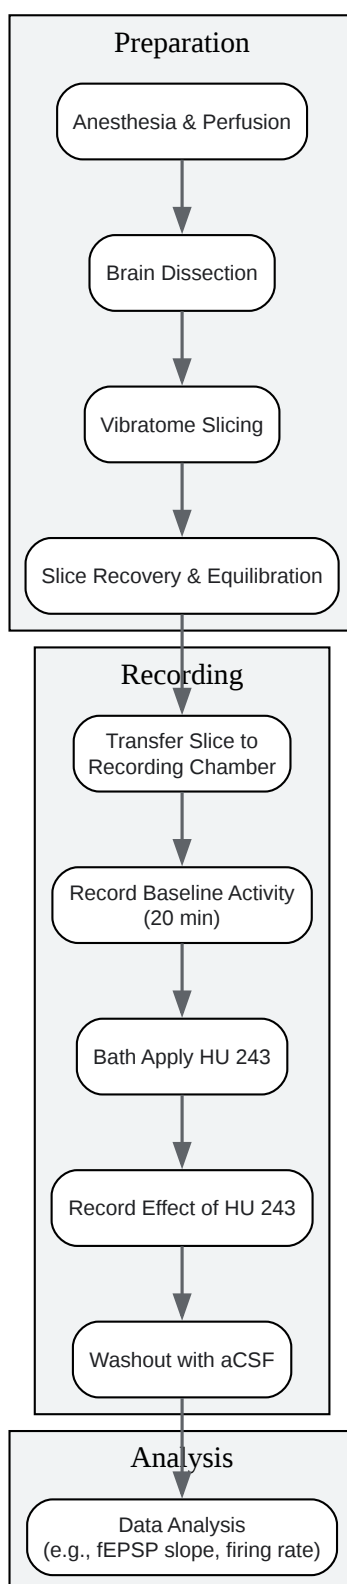 Preparation
Anesthesia & Perfusion
Brain Dissection
Vibratome Slicing
Slice Recovery & Equilibration
Recording
Transfer Slice to
Recording Chamber
Record Baseline Activity
(20 min)
Bath Apply HU 243
Record Effect of HU 243
Washout with aCSF
Analysis
Data Analysis
(e.g., fEPSP slope, firing rate)